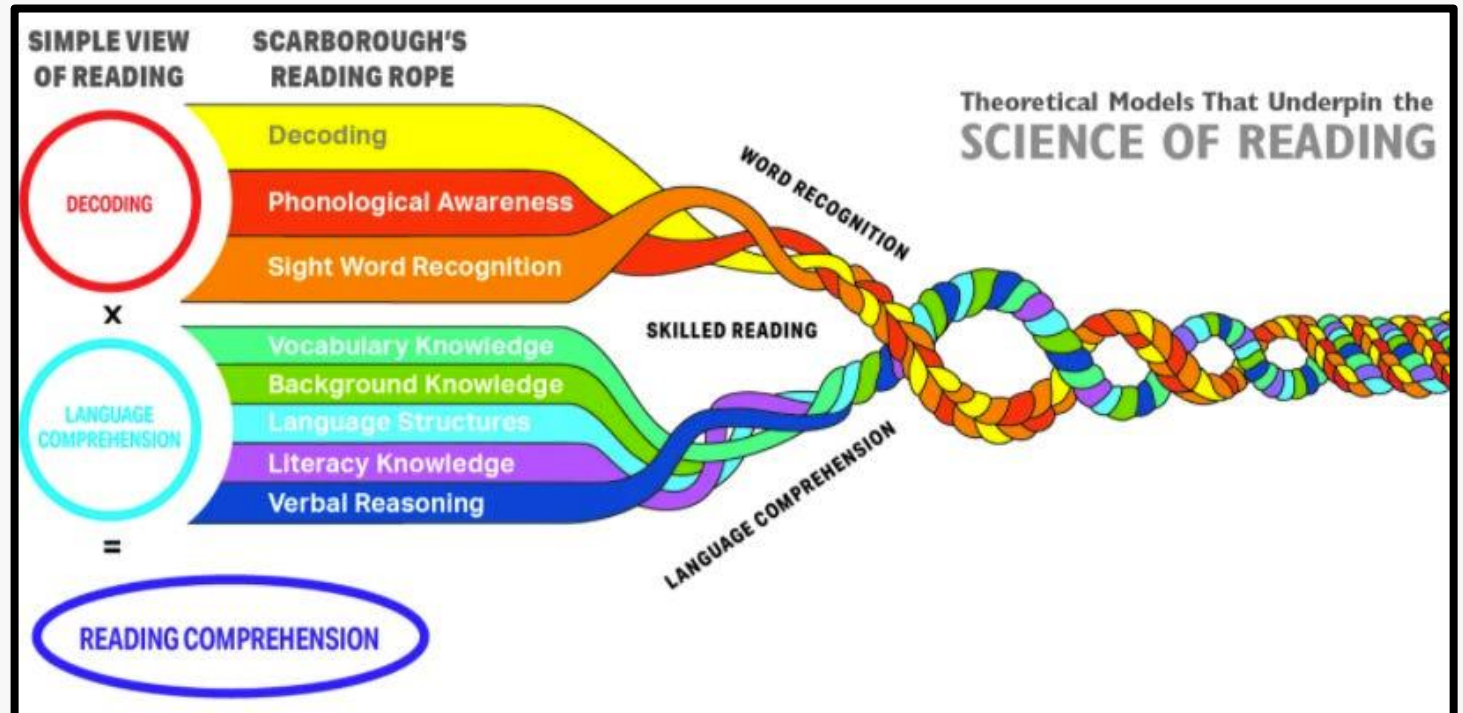 SIMPLE VIEW
OF READING
SCARBOROUGH'S
READING ROPE
Theoretical Models That Underpin the
SCIENCE OF READING
DECODING
x
LANGUAGE
COMPREHENSION
=
READING COMPREHENSION
Decoding
Phonological Awareness
Sight Word Recognition
Vocabulary Knowledge
Background Knowledge
Language Structures
Literacy Knowledge
Verbal Reasoning
WORD RECOGNITION
SKILLED READING
LANGUAGE COMPREHENSION